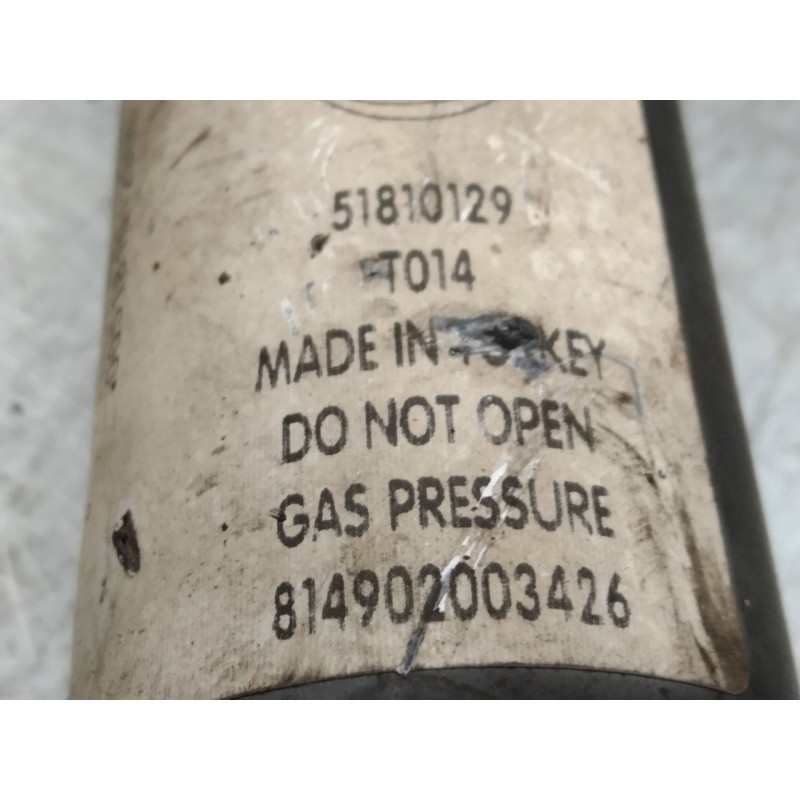 51810129
T014
MADE IN
DO NOT OPEN
GAS PRESSURE
814902003426